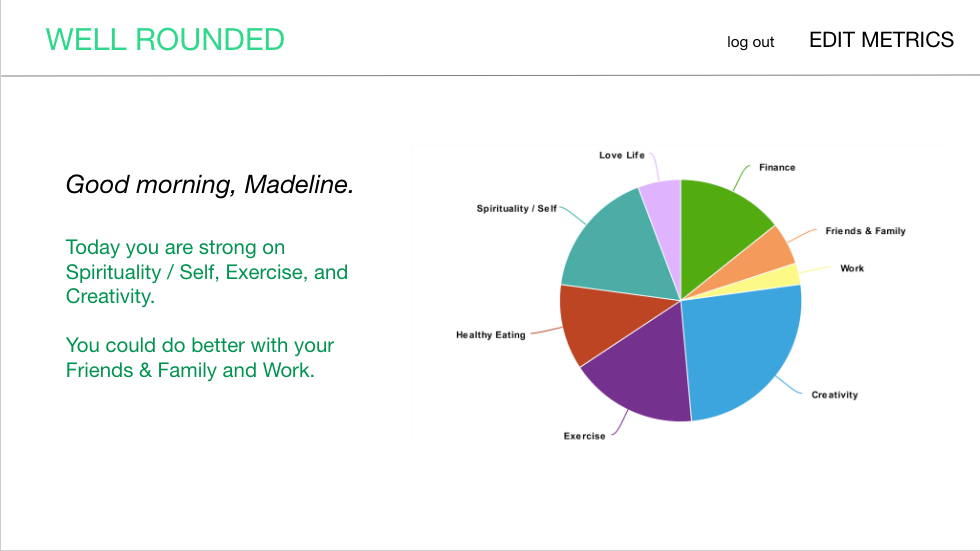 WELL ROUNDED
log out EDIT METRICS
Good morning, Madeline.
Today you are strong on
Spirituality / Self, Exercise, and
Creativity.
You could do better with your
Friends & Family and Work.
Love Life
Finance
Spirituality / Self
Friends & Family
Work
Healthy Eating
Creativity
Exercise